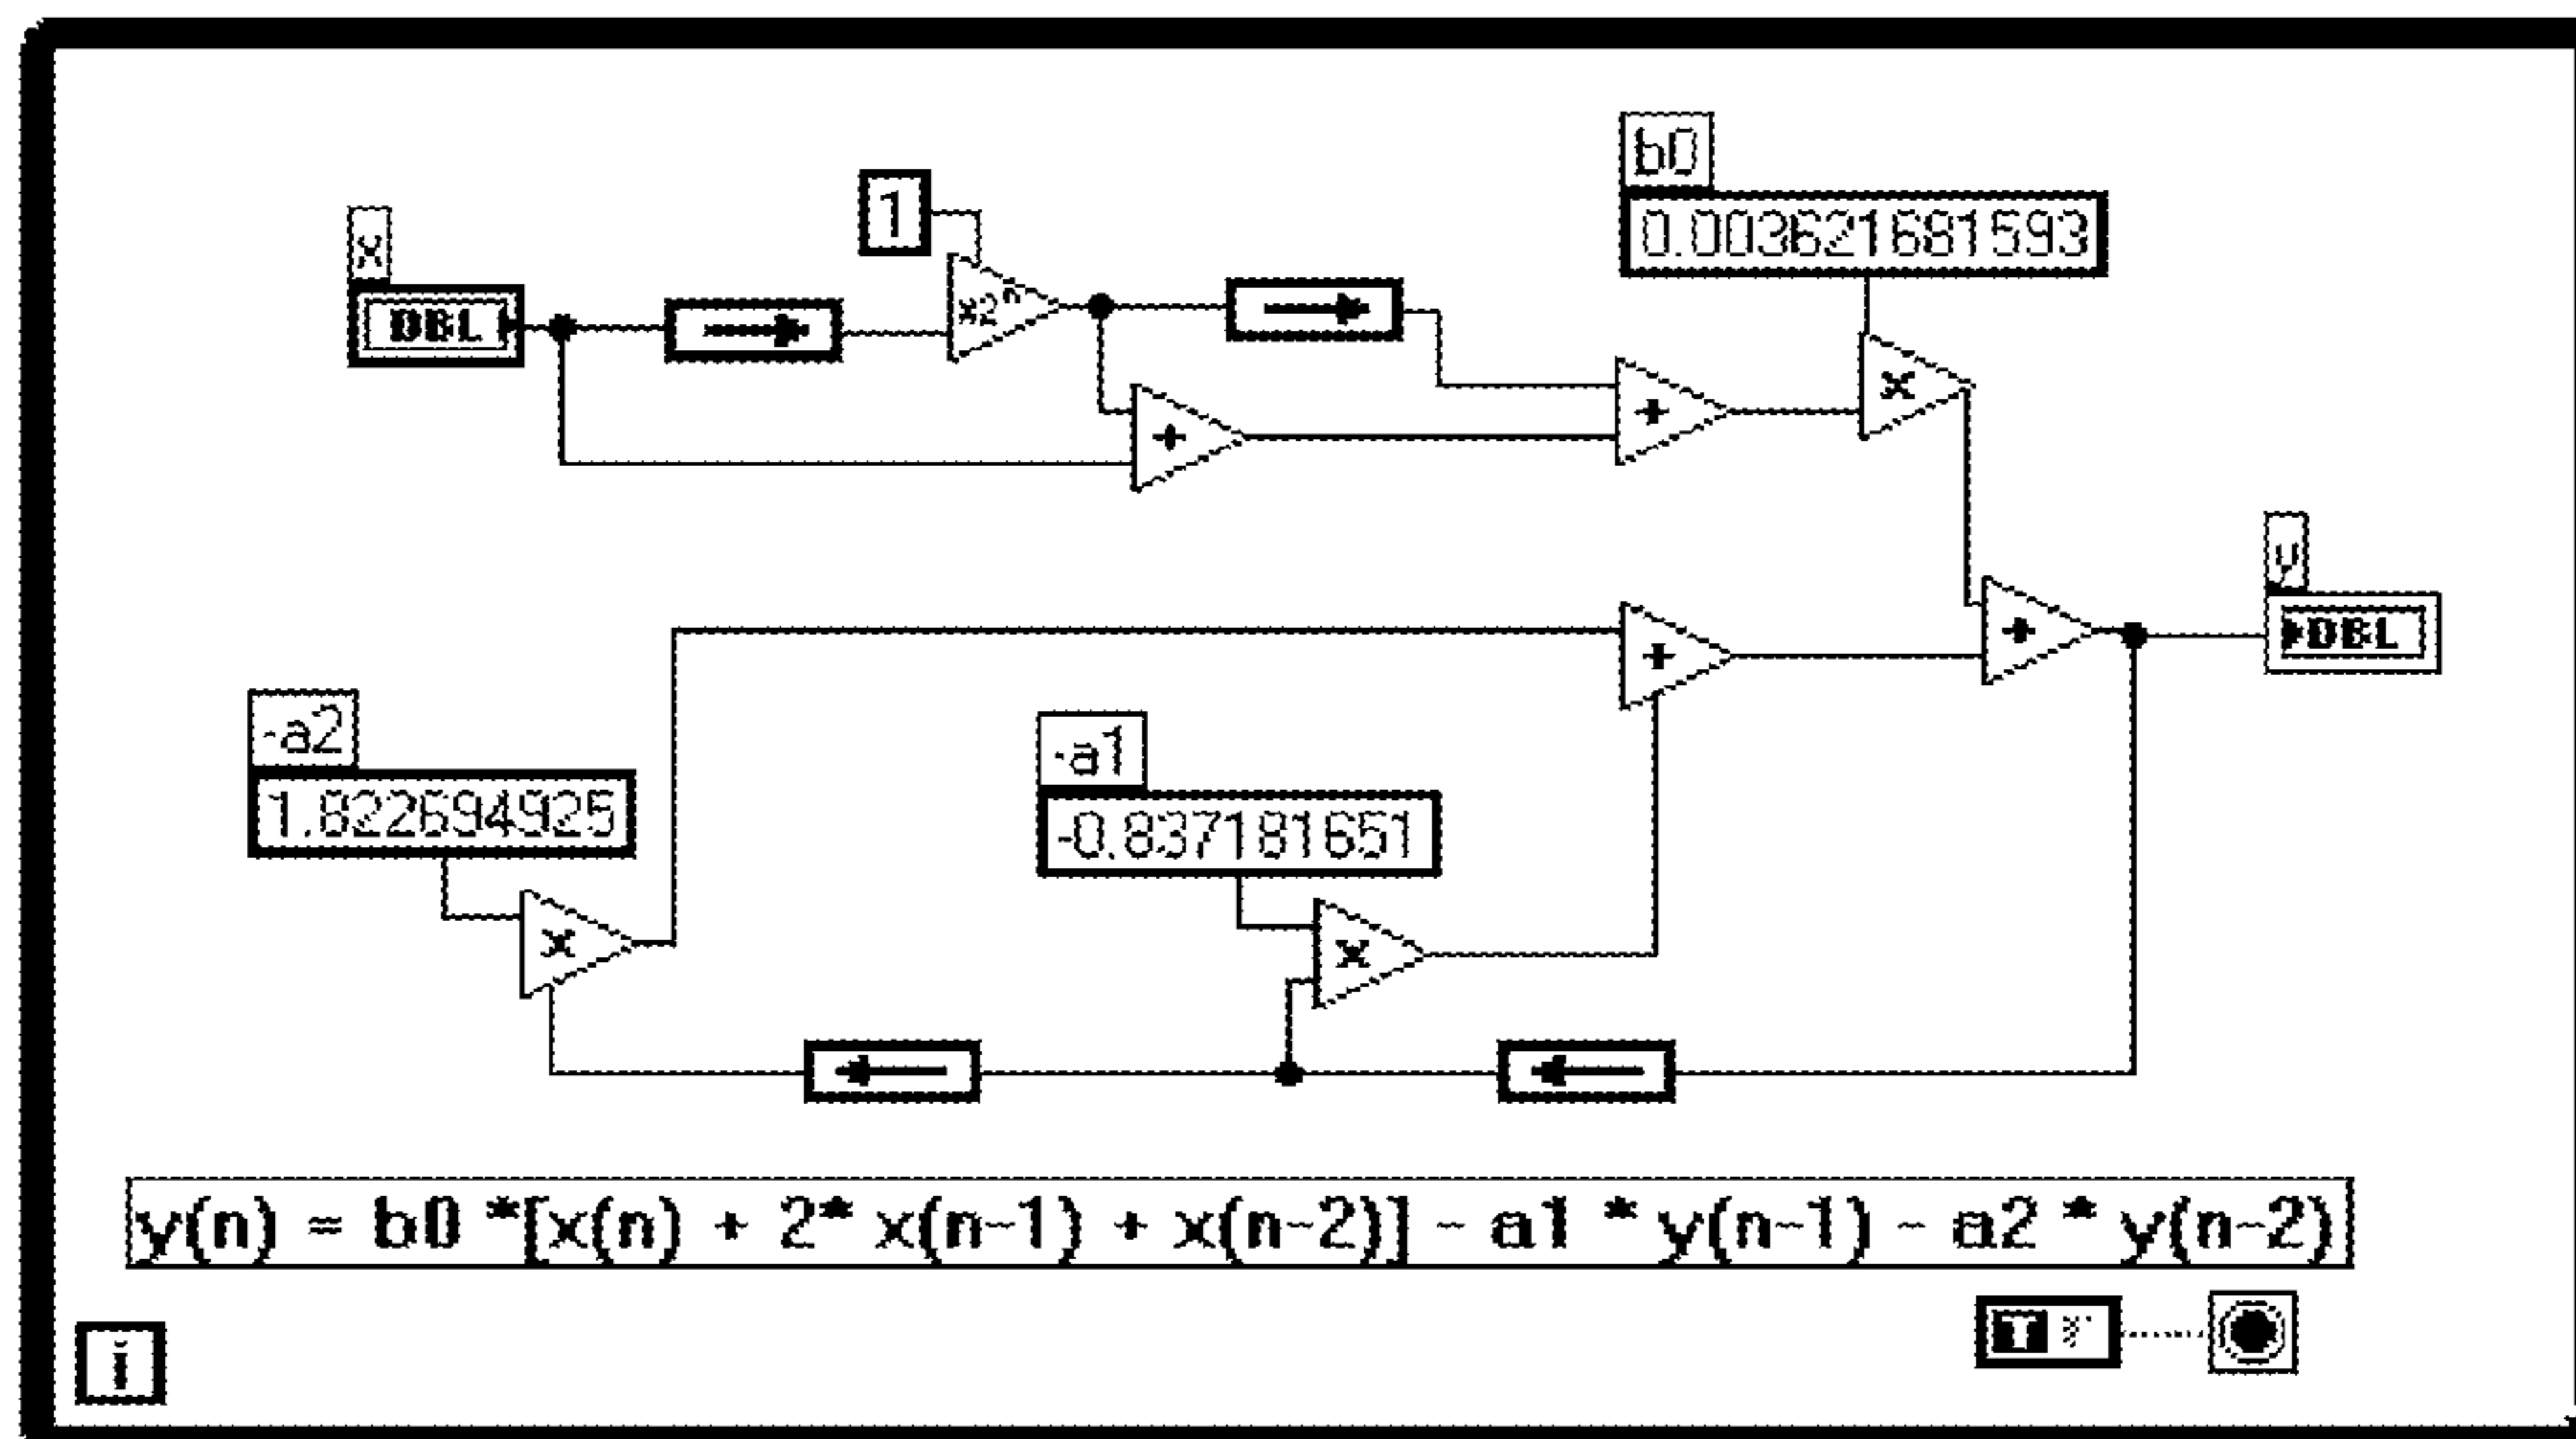 b0
0.003621681593
1
x
DBL
x2^n
+
+
x
y
DBL
+
+
-a2
1.822694925
-a1
-0.837181651
x
x
y(n) = b0 *[x(n) + 2* x(n-1) + x(n-2)] - a1 * y(n-1) - a2 * y(n-2)
T F
i